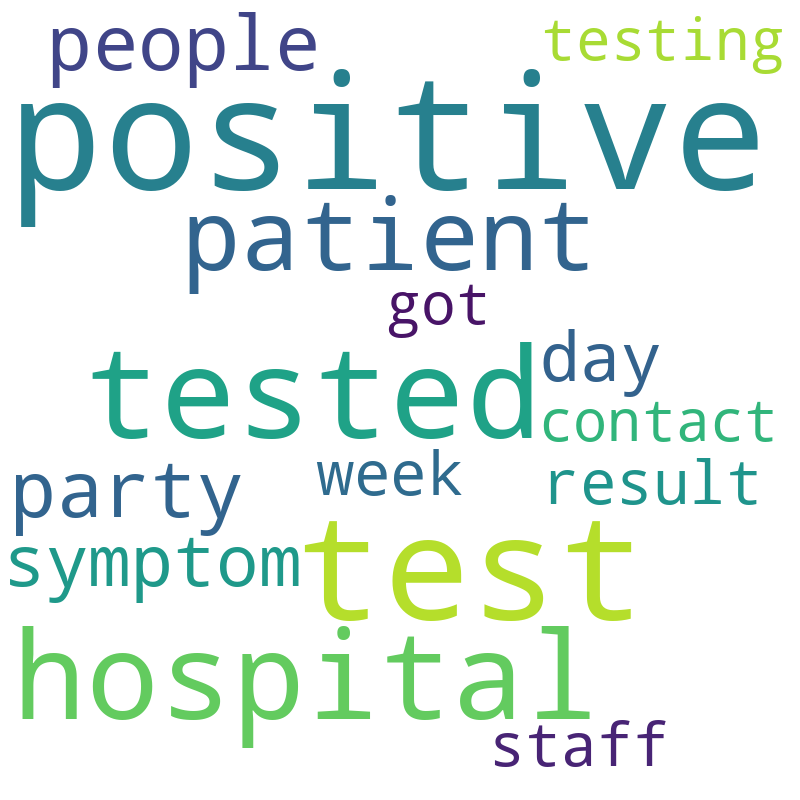 people testing
positive
patient
got
tested day
contact
party week result
symptom test
hospital
staff